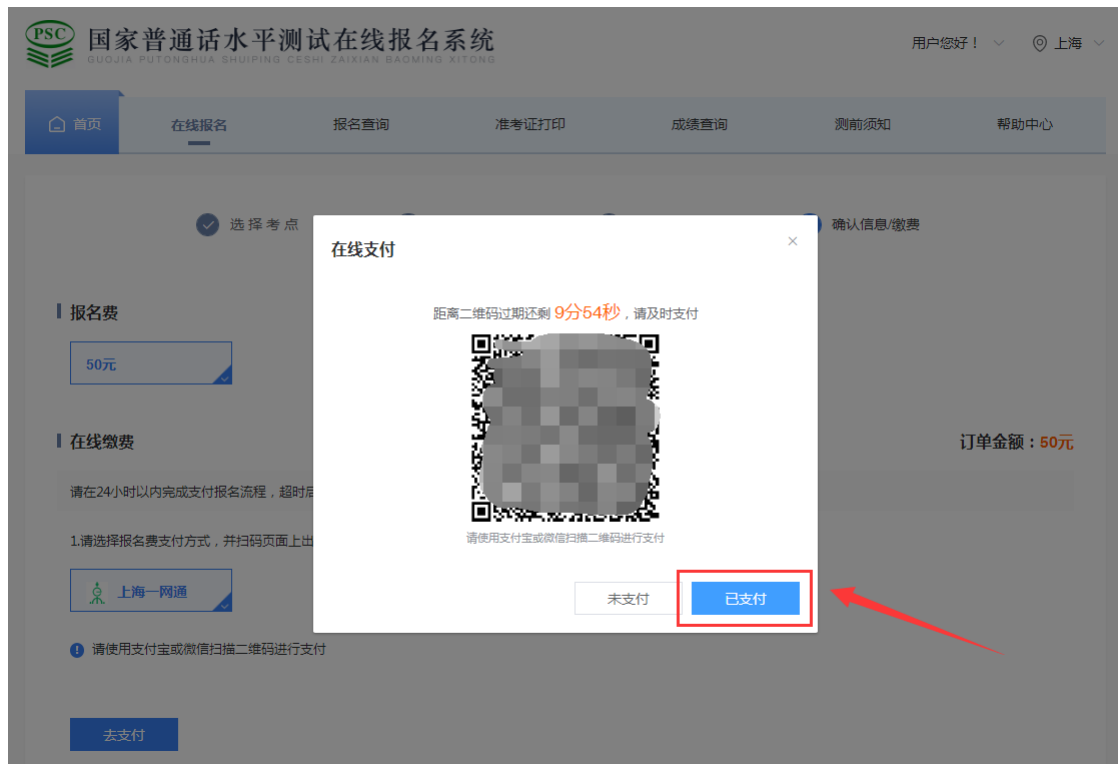 PSC
国家普通话水平测试在线报名系统
GUOJIA PUTONGHUA SHUIPING CESHI ZAIXIAN BAOMING XITONG
用户您好！
上海
首页
在线报名
报名查询
准考证打印
成绩查询
测前须知
帮助中心
选择考点
确认信息/缴费
在线支付
×
距离二维码过期还剩 9分54秒，请及时支付
报名费
50元
在线缴费
订单金额：50元
请在24小时以内完成支付报名流程，超时后
请使用支付宝或微信扫描二维码进行支付
1.请选择报名费支付方式，并扫码页面上出
上海一网通
未支付
已支付
请使用支付宝或微信扫描二维码进行支付
去支付